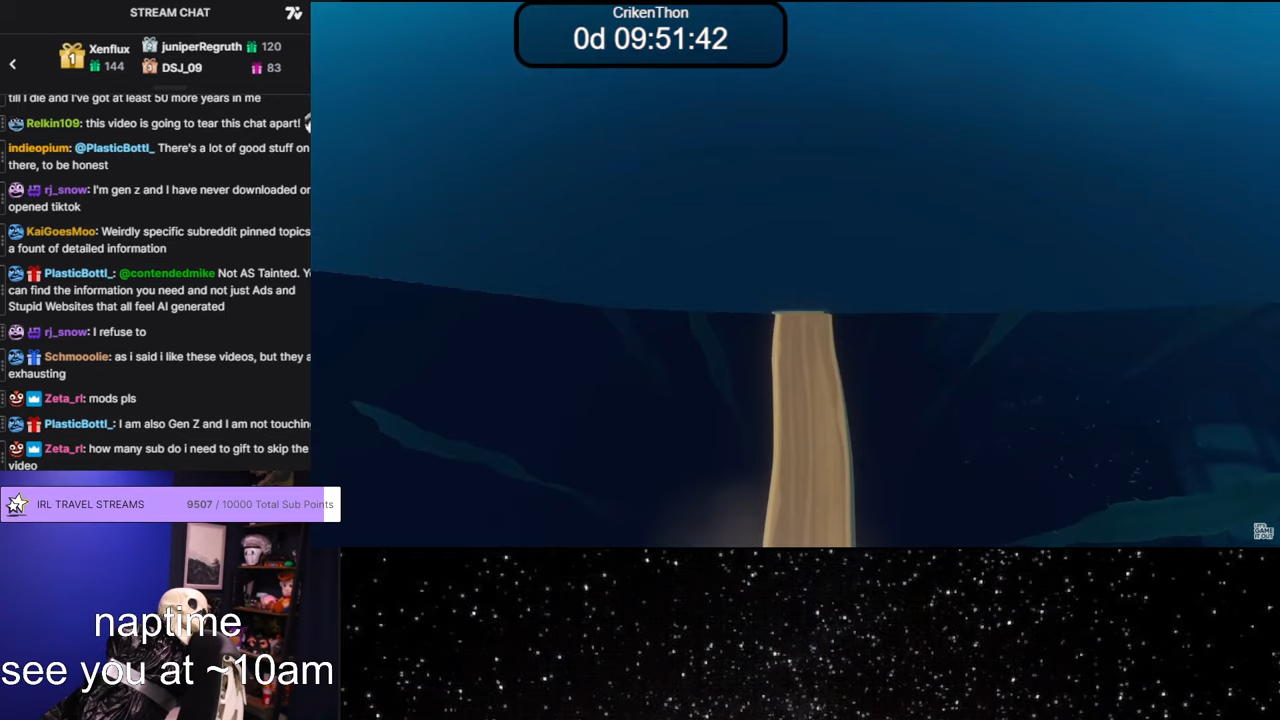 STREAM CHAT
CrikenThon
0d 09:51:42
1 Xenflux 144
juniperRegruth 120
DSJ_09 83
till I die and I've got at least 50 more years in me
Relkin109: this video is going to tear this chat apart!
indieopium: @PlasticBottl_ There's a lot of good stuff on
there, to be honest
rj_snow: I'm gen z and I have never downloaded or
opened tiktok
KaiGoesMoo: Weirdly specific subreddit pinned topics
a fount of detailed information
PlasticBottl_: @contendedmike Not AS Tainted.
can find the information you need and not just Ads and
Stupid Websites that all feel AI generated
rj_snow: I refuse to
Schmooolie: as i said i like these videos, but they a
exhausting
Zeta_rl: mods pls
PlasticBottl_: I am also Gen Z and I am not touching
Zeta_rl: how many sub do i need to gift to skip the
video
IRL TRAVEL STREAMS 9507 / 10000 Total Sub Points
LET'S
GAME
IT OUT
naptime
see you at ~10am